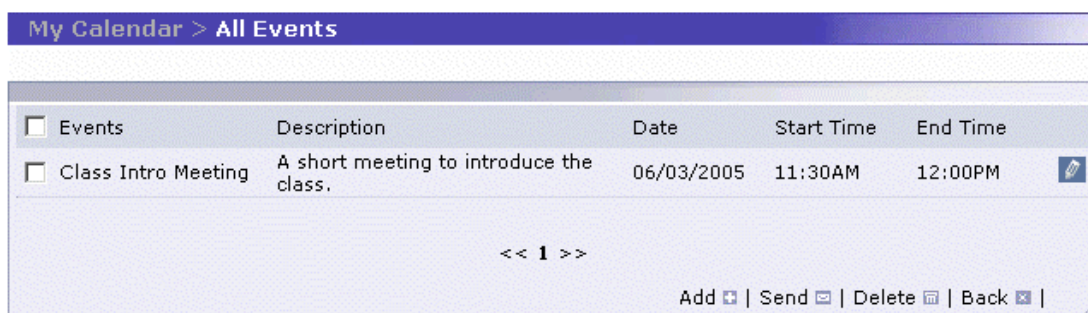 My Calendar > All Events
Events Description Date Start Time End Time
Class Intro Meeting A short meeting to introduce the class. 06/03/2005 11:30AM 12:00PM
<< 1 >>
Add | Send | Delete | Back |